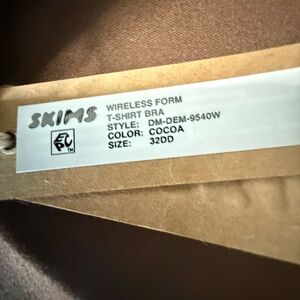 SKIMS
WIRELESS FORM
T-SHIRT BRA
STYLE: DM-DEM-9540W
COLOR: COCOA
SIZE: 32DD